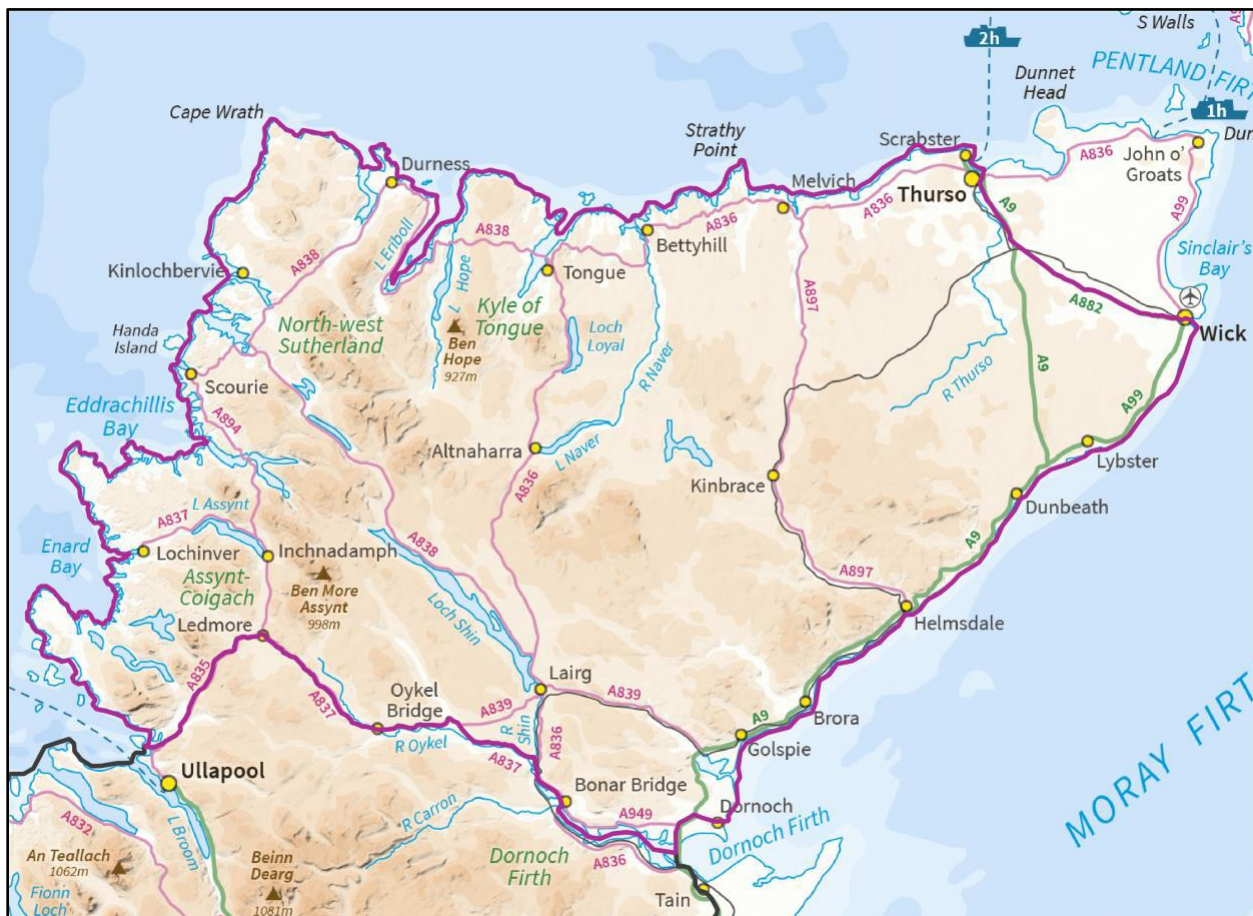 S Walls
2h
PENTLAND FIRT
Dunnet
Head
1h
Cape Wrath
Strathy
Point
Scrabster
Dur
A836
John o'
Groats
Durness
Melvich
Thurso
A9
A99
A836
A836
Bettyhill
A838
L Eriboll
A838
Sinclair's
Bay
Kinlochbervie
L Hope
Tongue
A897
A882
Kyle of
Tongue
North-west
Sutherland
Handa
Island
Ben
Hope
927m
Loch
Loyal
R Naver
Wick
R Thurso
A9
Scourie
Eddrachillis
Bay
A894
A99
Altnaharra
L Naver
Lybster
Kinbrace
A836
L Assynt
A837
Dunbeath
Enard
Bay
Lochinver
Inchnadamph
A838
A9
Assynt-
Coigach
Ben More
Assynt
998m
A897
Loch Shin
Helmsdale
Ledmore
A835
A837
Lairg
Oykel
Bridge
A839
A839
R
Shin
A836
Brora
A9
Golspie
R Oykel
A837
MORAY FIRT
Ullapool
Bonar Bridge
A949
Dornoch
R Carron
A832
L Broom
Dornoch Firth
Dornoch
Firth
A836
An Teallach
1062m
Beinn
Dearg
1081m
Tain
Fionn
Loch